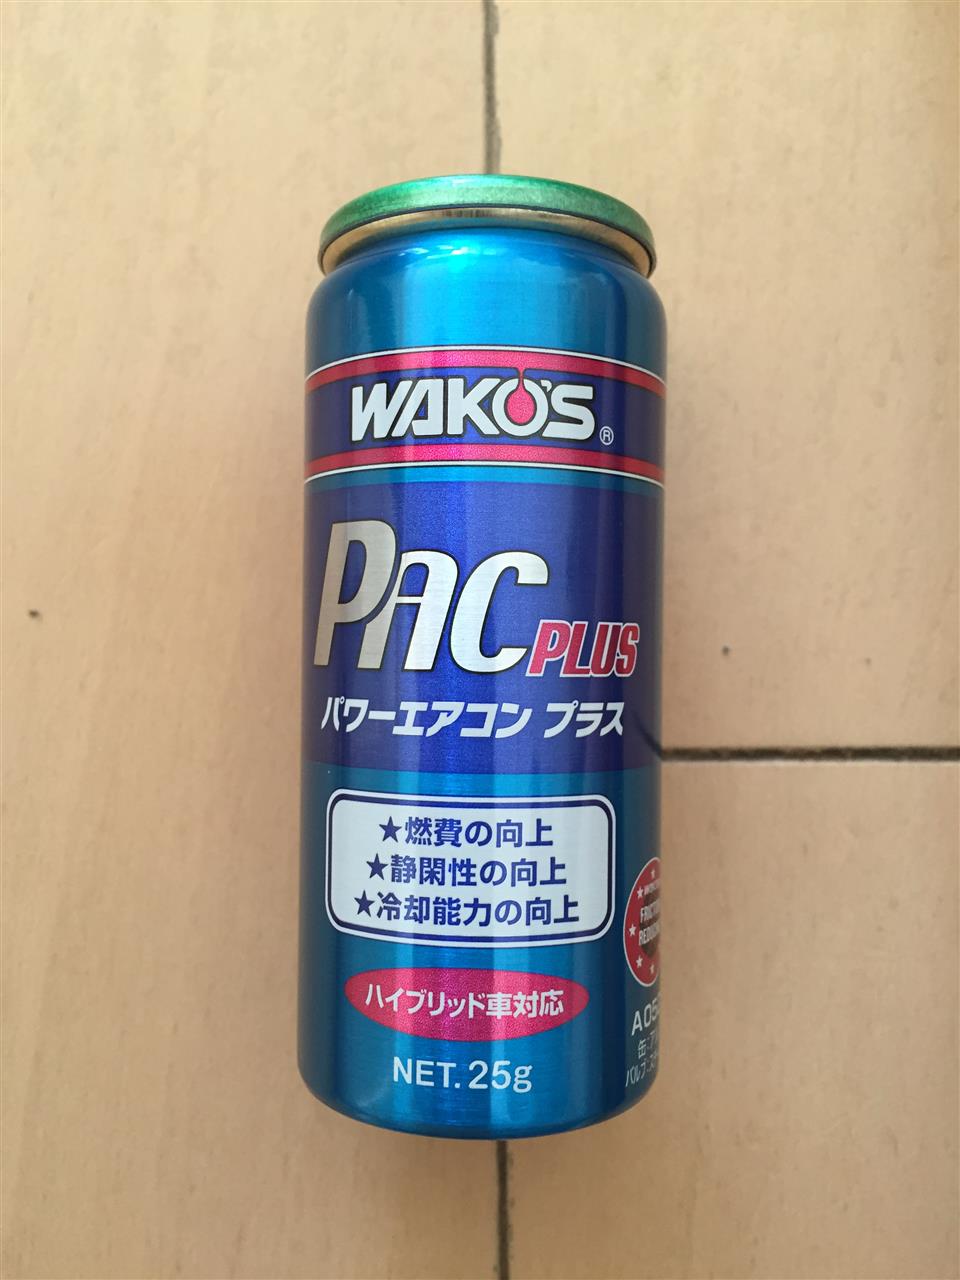 WAKO'S®
PAC PLUS
パワーエアコン プラス
★燃費の向上
★静閑性の向上
★冷却能力の向上
ハイブリッド車対応
NET. 25g